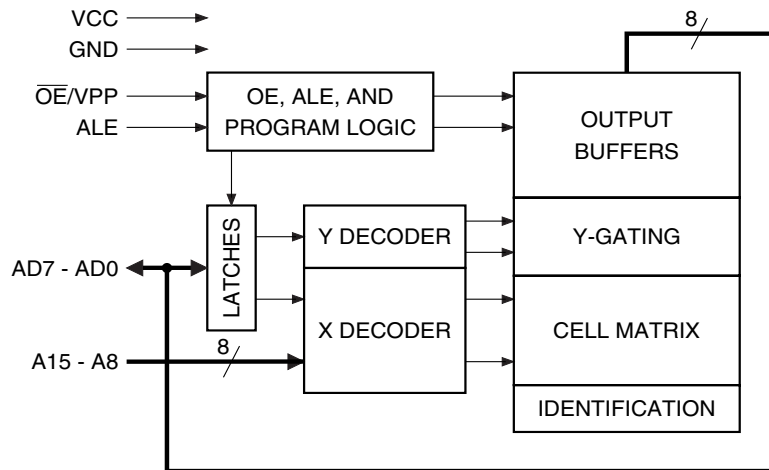 VCC
GND
OE/VPP
ALE
OE, ALE, AND
PROGRAM LOGIC
8
OUTPUT
BUFFERS
LATCHES
Y DECODER
Y-GATING
AD7 - AD0
X DECODER
CELL MATRIX
A15 - A8
8
IDENTIFICATION